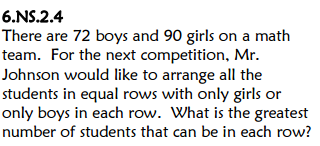 6.NS.2.4
There are 72 boys and 90 girls on a math
team.  For the next competition, Mr.
Johnson would like to arrange all the
students in equal rows with only girls or
only boys in each row.  What is the greatest
number of students that can be in each row?